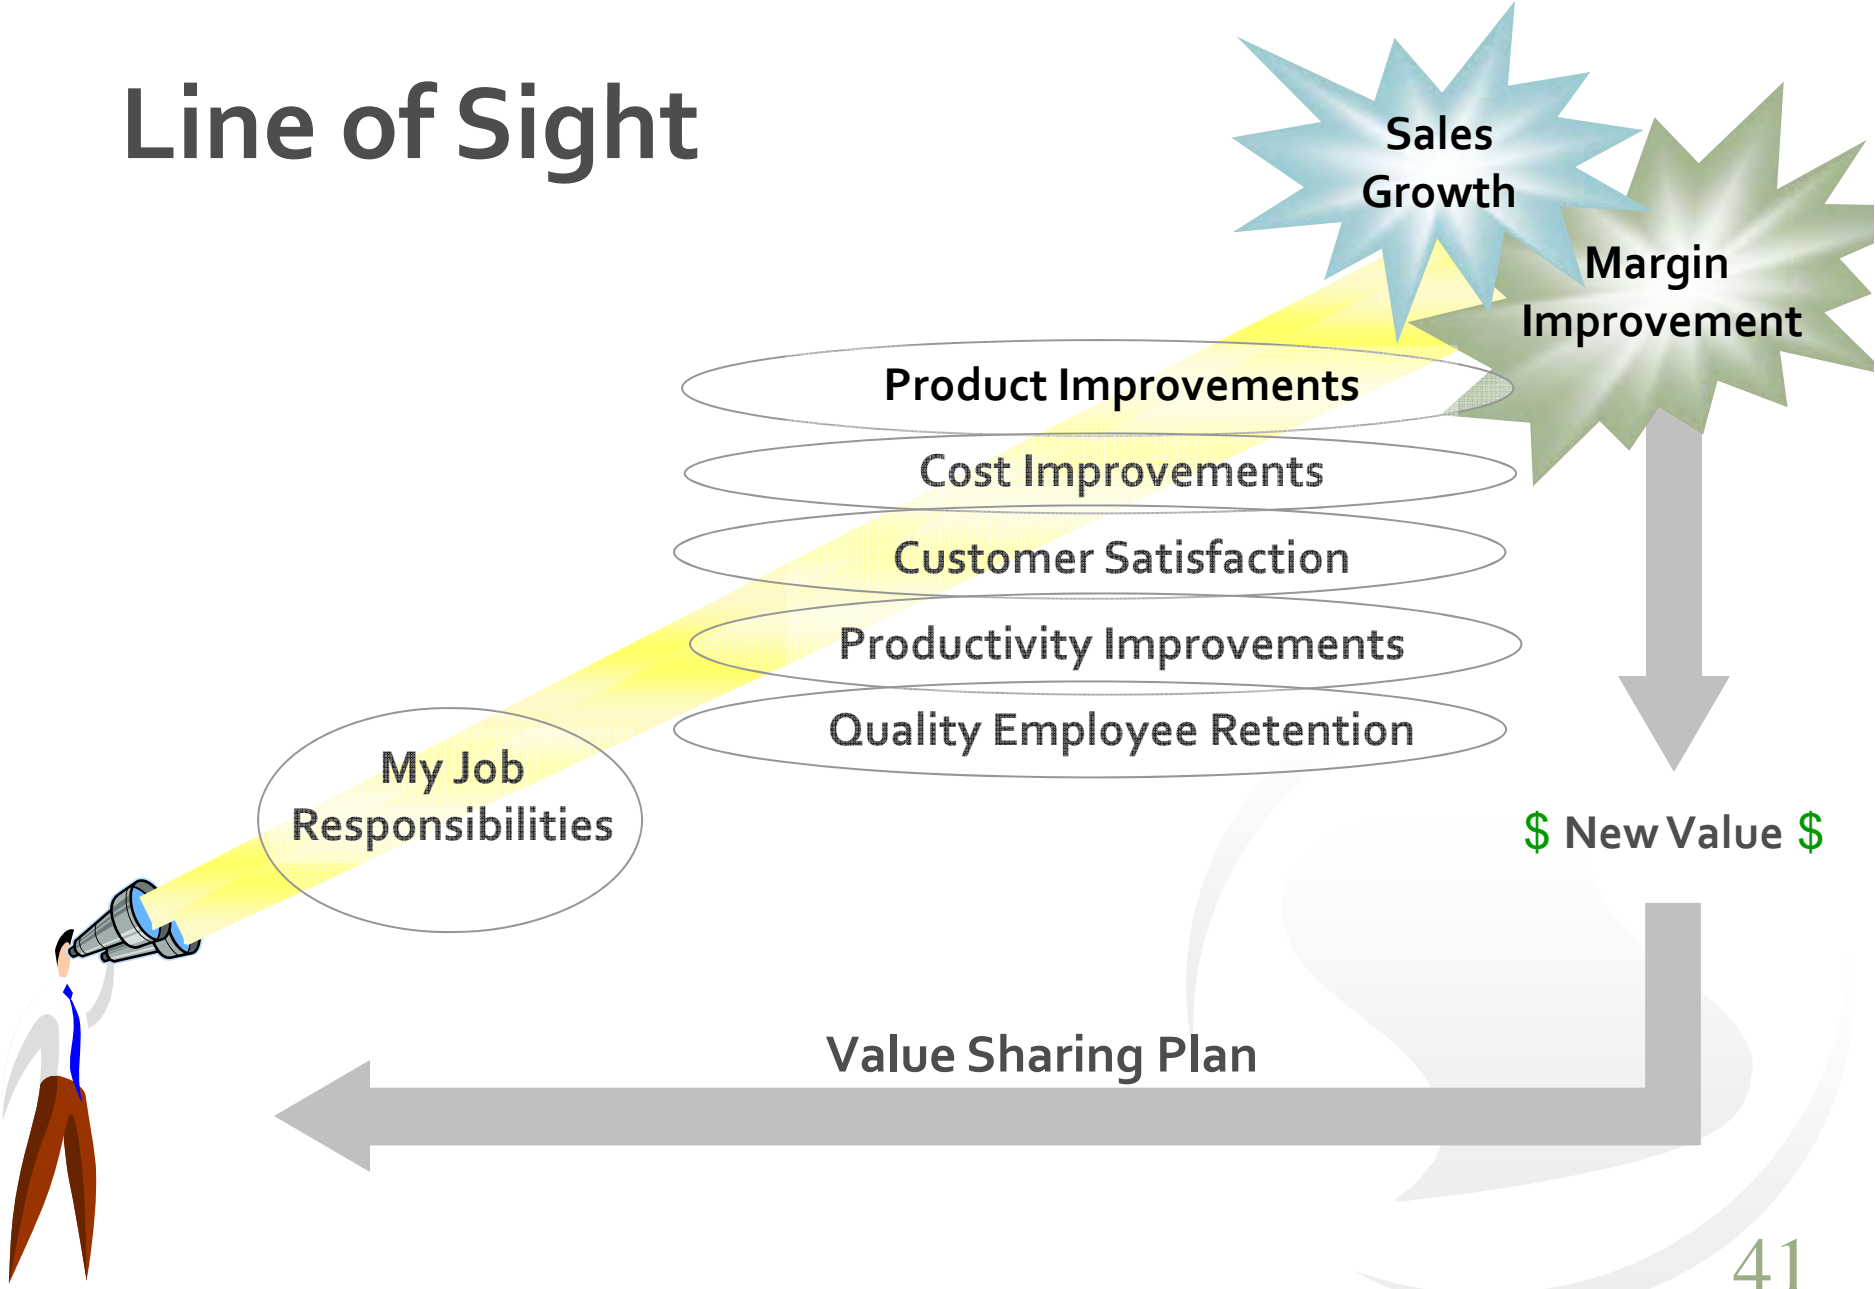 Line of Sight
Sales
Growth
Margin
Improvement
Product Improvements
Cost Improvements
Customer Satisfaction
Productivity Improvements
Quality Employee Retention
My Job
Responsibilities
$ New Value $
Value Sharing Plan
41